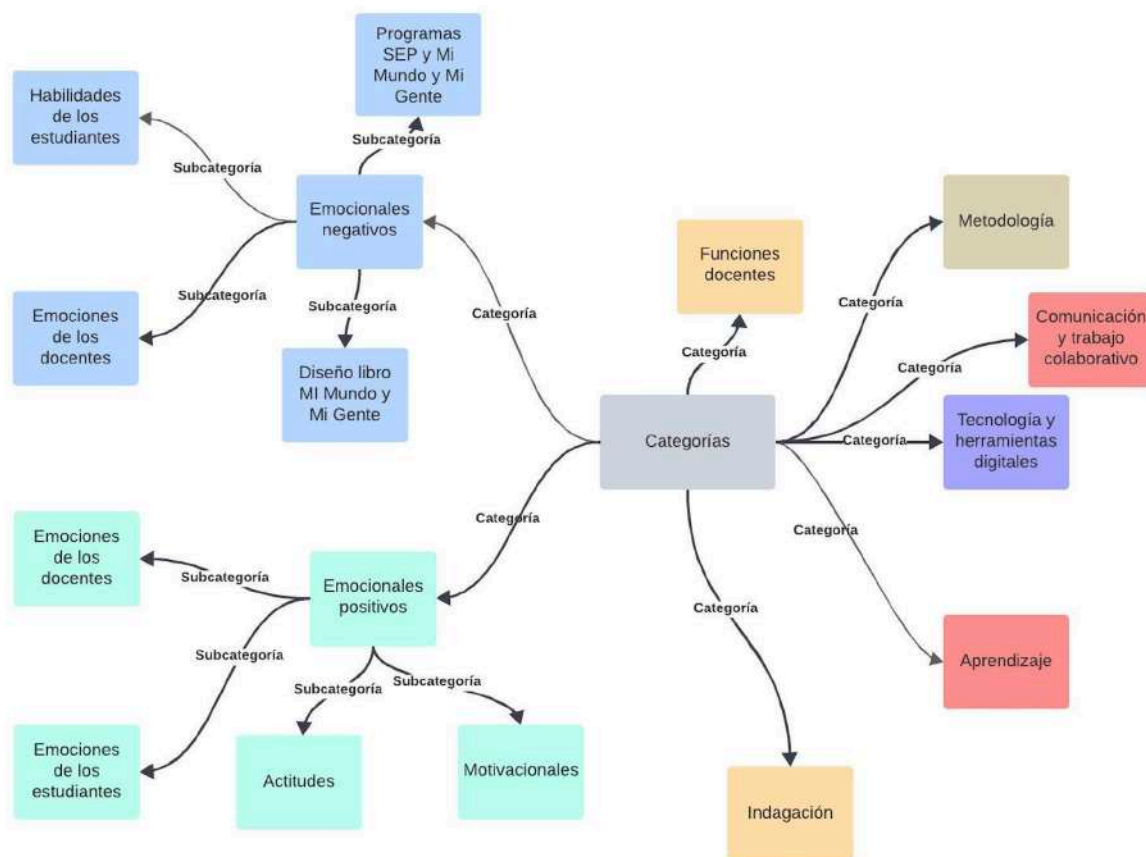 Programas
SEP y Mi
Mundo y Mi
Gente
Habilidades
de los
estudiantes
Subcategoría
Subcategoría
Emocionales
negativos
Metodología
Funciones
docentes
Subcategoría
Emociones
de los
docentes
Subcategoría
Categoría
Categoría
Comunicación
y trabajo
colaborativo
Categoría
Categoría
Diseño libro
MI Mundo y
Mi Gente
Categorías
Categoría
Tecnología y
herramientas
digitales
Categoría
Categoría
Emociones
de los
docentes
Subcategoría
Emocionales
positivos
Categoría
Subcategoría
Subcategoría
Subcategoría
Aprendizaje
Emociones
de los
estudiantes
Actitudes
Motivacionales
Indagación